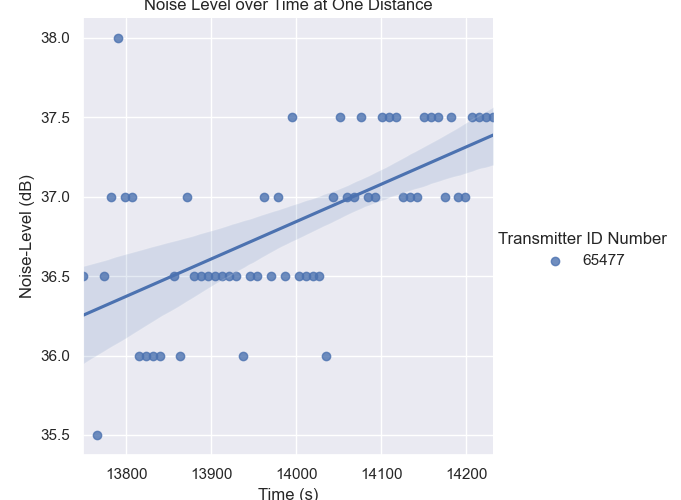 Noise Level over Time at One Distance
38.0
37.5
37.0
36.5
36.0
35.5
Noise-Level (dB)
13800 13900 14000 14100 14200
Time (s)
Transmitter ID Number
65477